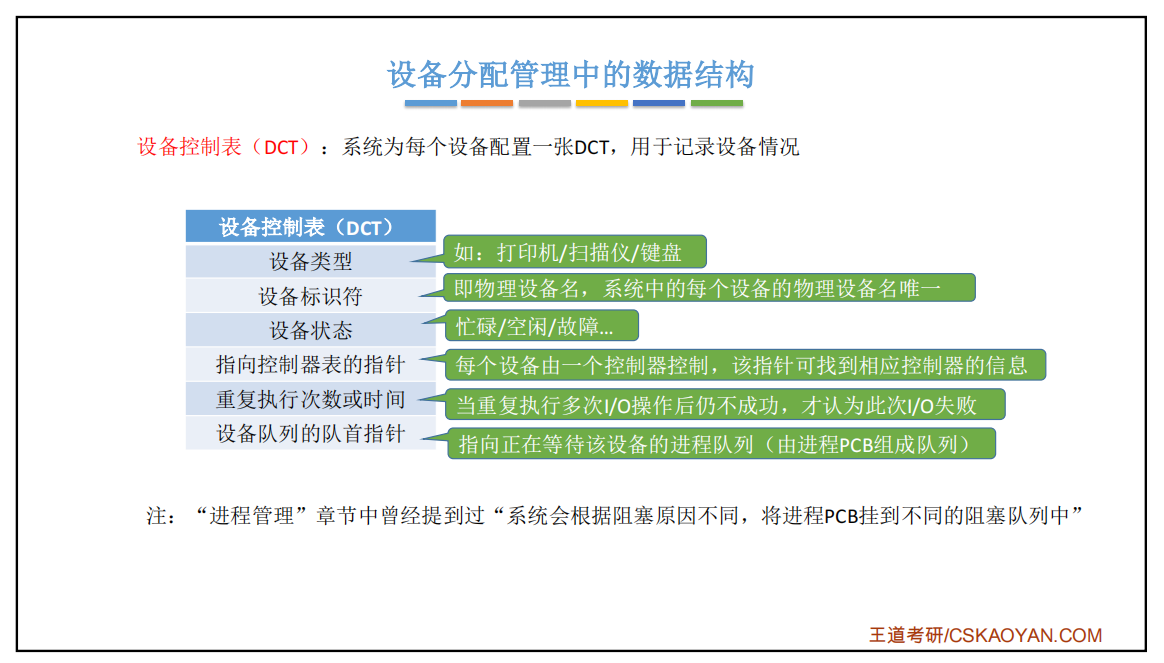 设备分配管理中的数据结构
设备控制表（DCT）：系统为每个设备配置一张DCT，用于记录设备情况
设备控制表（DCT）
设备类型
如：打印机/扫描仪/键盘
设备标识符
即物理设备名，系统中的每个设备的物理设备名唯一
设备状态
忙碌/空闲/故障...
指向控制器表的指针
每个设备由一个控制器控制，该指针可找到相应控制器的信息
重复执行次数或时间
当重复执行多次I/O操作后仍不成功，才认为此次I/O失败
设备队列的队首指针
指向正在等待该设备的进程队列（由进程PCB组成队列）
注：“进程管理”章节中曾经提到过“系统会根据阻塞原因不同，将进程PCB挂到不同的阻塞队列中”
王道考研/CSKAOYAN.COM